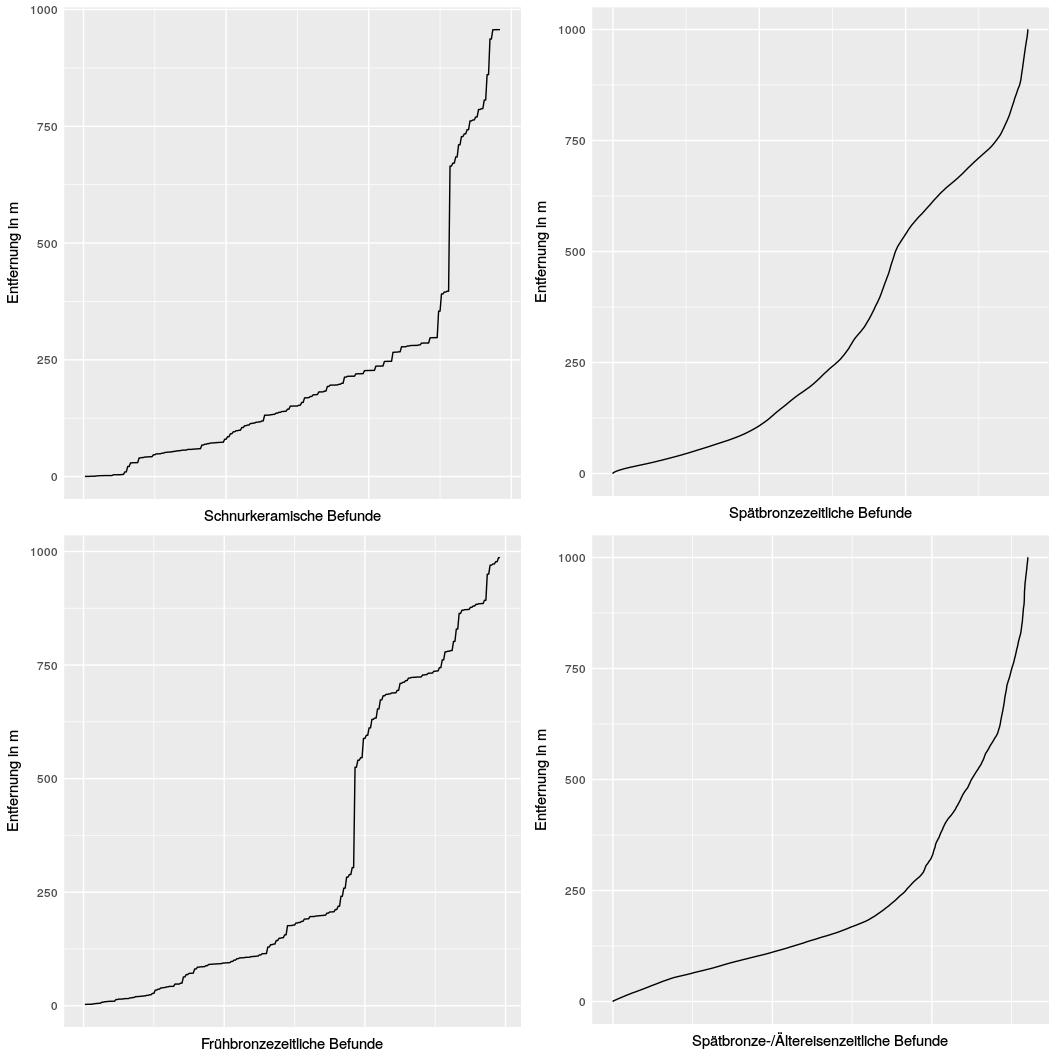 1000
750
500
250
0
Entfernung in m
Schnurkeramische Befunde
1000
750
500
250
0
Entfernung in m
Spätbronzezeitliche Befunde
1000
750
500
250
0
Entfernung in m
Frühbronzezeitliche Befunde
1000
750
500
250
0
Entfernung in m
Spätbronze-/Ältereisenzeitliche Befunde